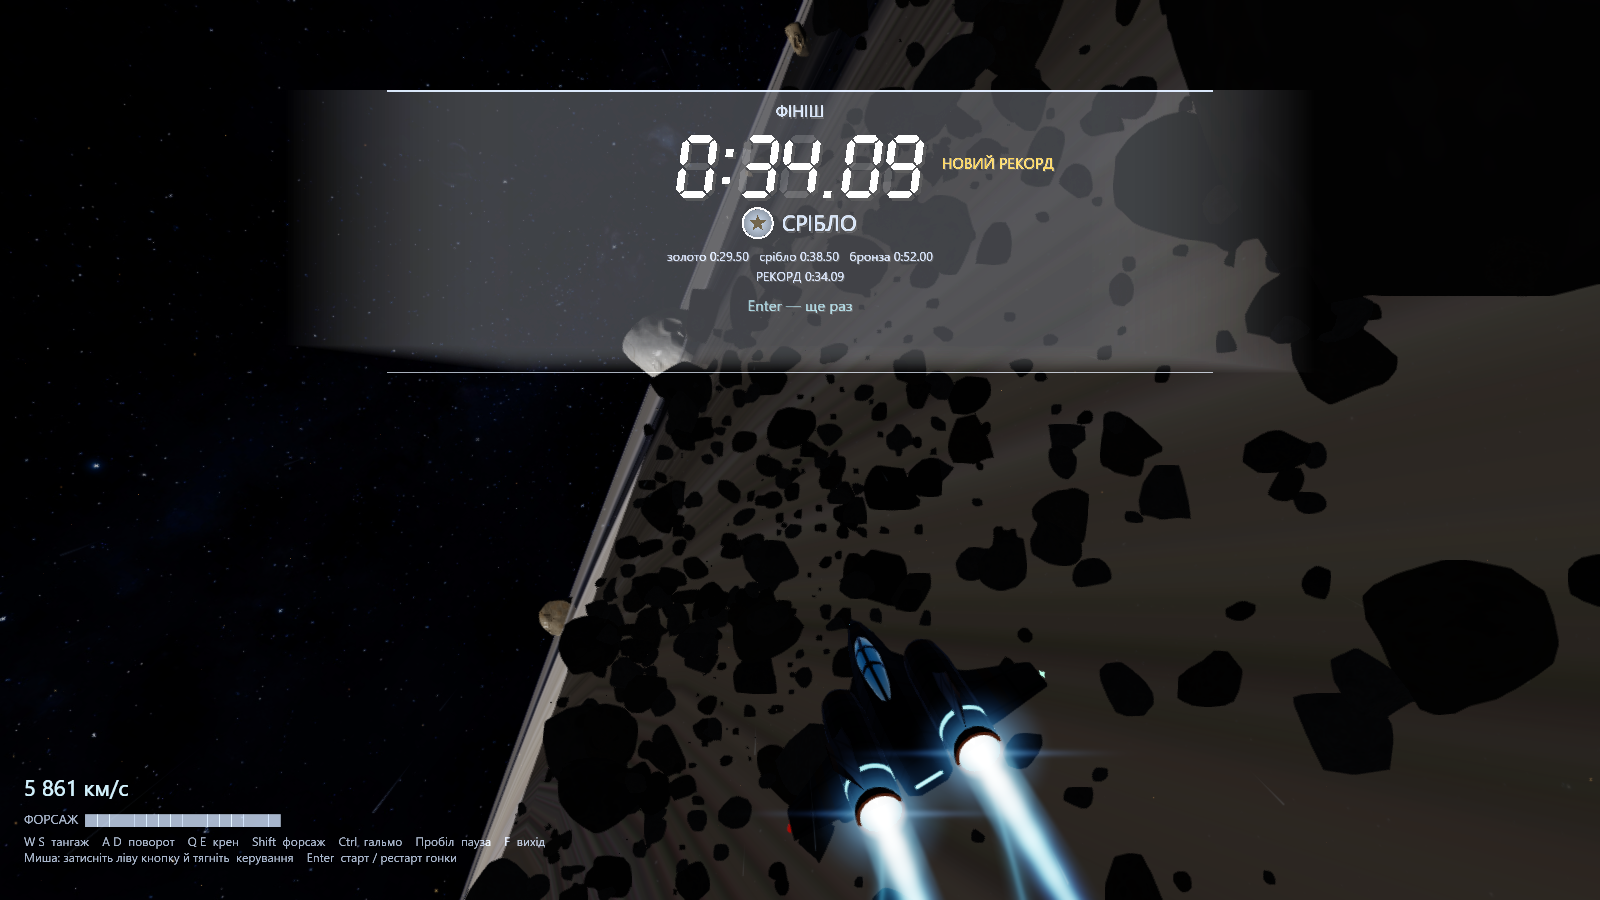 ФІНІШ
0:34.09
НОВИЙ РЕКОРД
СРІБЛО
золото 0:29.50 срібло 0:38.50 бронза 0:52.00
РЕКОРД 0:34.09
Enter — ще раз
5 861 км/с
ФОРСАЖ
W S тангаж A D поворот Q E крен Shift форсаж Ctrl гальмо Пробіл пауза F вихід
Миша: затисніть ліву кнопку й тягніть керування Enter старт / рестарт гонки